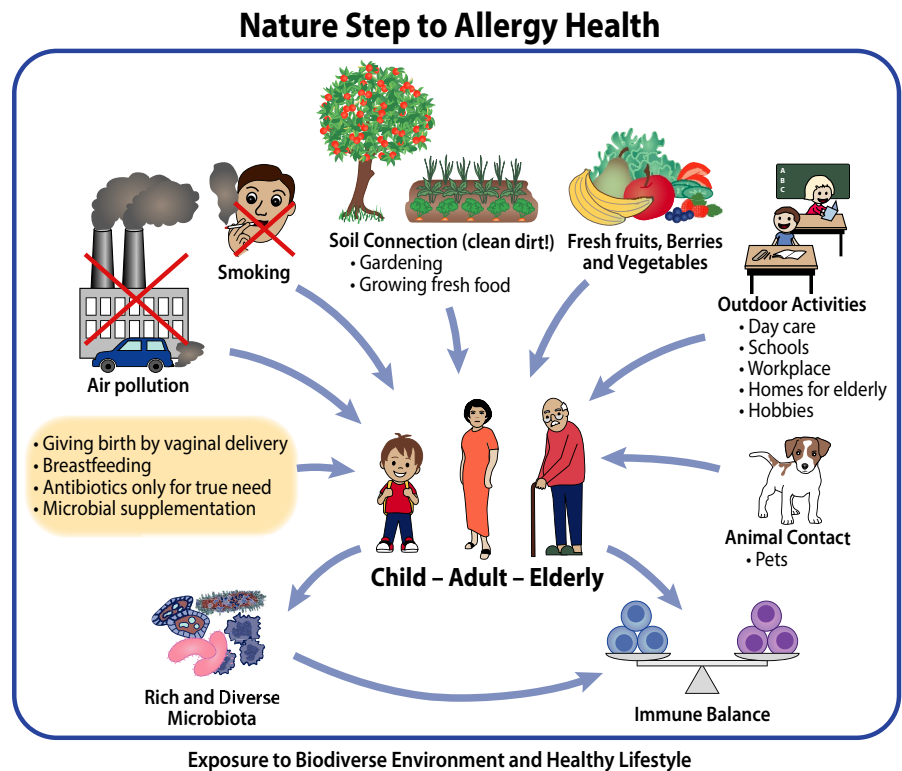 Nature Step to Allergy Health
Smoking
Air pollution
Soil Connection (clean dirt!)
• Gardening
• Growing fresh food
Fresh fruits, Berries
and Vegetables
A
B
C
Outdoor Activities
• Day care
• Schools
• Workplace
• Homes for elderly
• Hobbies
• Giving birth by vaginal delivery
• Breastfeeding
• Antibiotics only for true need
• Microbial supplementation
Animal Contact
• Pets
Child – Adult – Elderly
Rich and Diverse
Microbiota
Immune Balance
Exposure to Biodiverse Environment and Healthy Lifestyle